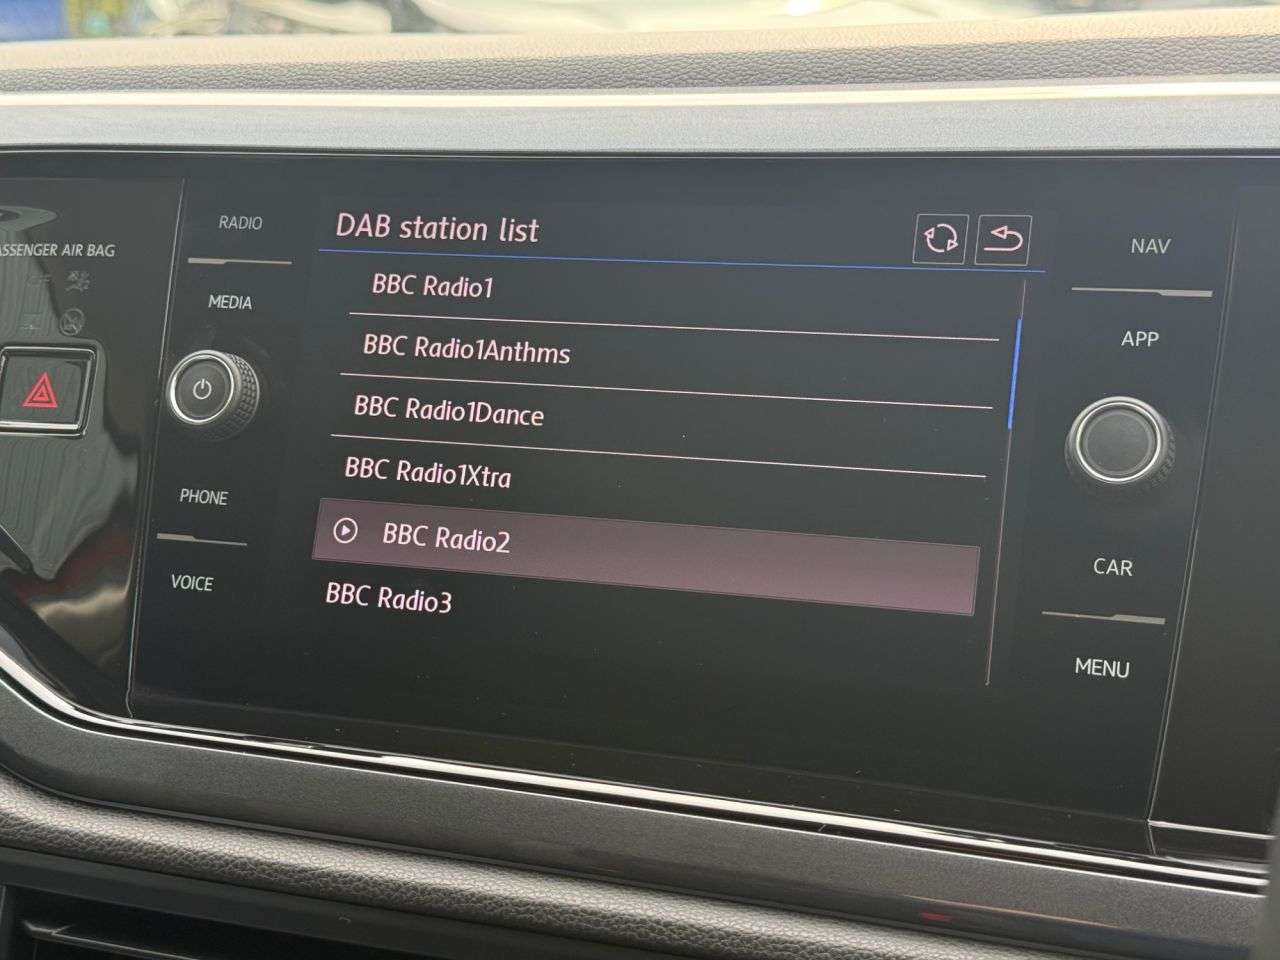 DAB station list
BBC Radio1
BBC Radio1Anthms
BBC Radio1Dance
BBC Radio1Xtra
BBC Radio2
BBC Radio3
RADIO
MEDIA
PHONE
VOICE
NAV
APP
CAR
MENU
ASSENGER AIR BAG